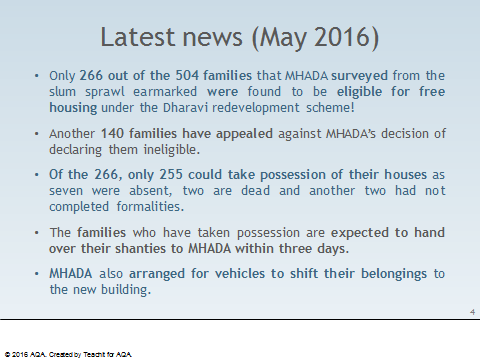 Latest news (May 2016)
• Only 266 out of the 504 families that MHADA surveyed from the
slum sprawl earmarked were found to be eligible for free
housing under the Dharavi redevelopment scheme!
• Another 140 families have appealed against MHADA's decision of
declaring them ineligible.
• Of the 266, only 255 could take possession of their houses as
seven were absent, two are dead and another two had not
completed formalities.
• The families who have taken possession are expected to hand
over their shanties to MHADA within three days.
• MHADA also arranged for vehicles to shift their belongings to
the new building.
4
© 2016 AQA. Created by Teachit for AQA.